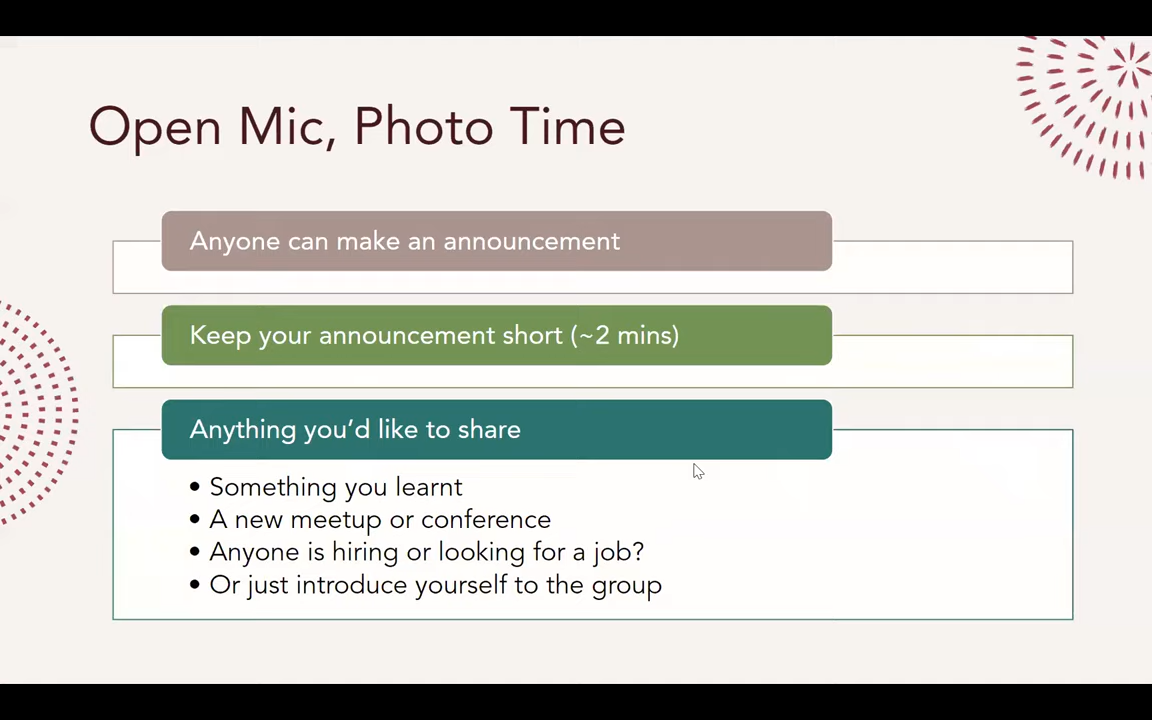 Open Mic, Photo Time
Anyone can make an announcement
Keep your announcement short (~2 mins)
Anything you’d like to share
• Something you learnt
• A new meetup or conference
• Anyone is hiring or looking for a job?
• Or just introduce yourself to the group